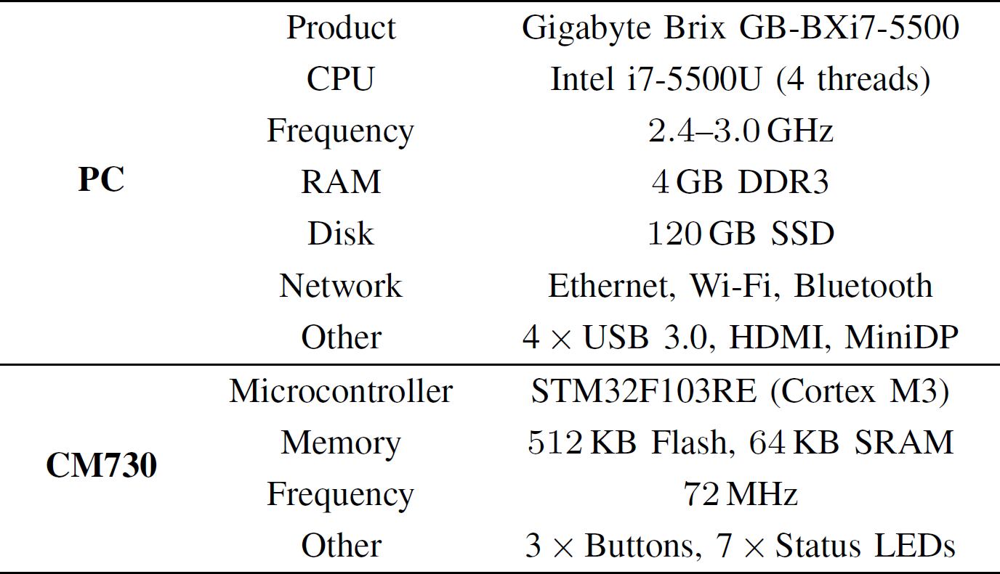 Product Gigabyte Brix GB-BXi7-5500
CPU Intel i7-5500U (4 threads)
Frequency 2.4–3.0 GHz
PC RAM 4 GB DDR3
Disk 120 GB SSD
Network Ethernet, Wi-Fi, Bluetooth
Other 4 × USB 3.0, HDMI, MiniDP
Microcontroller STM32F103RE (Cortex M3)
Memory 512 KB Flash, 64 KB SRAM
CM730
Frequency 72 MHz
Other 3 × Buttons, 7 × Status LEDs